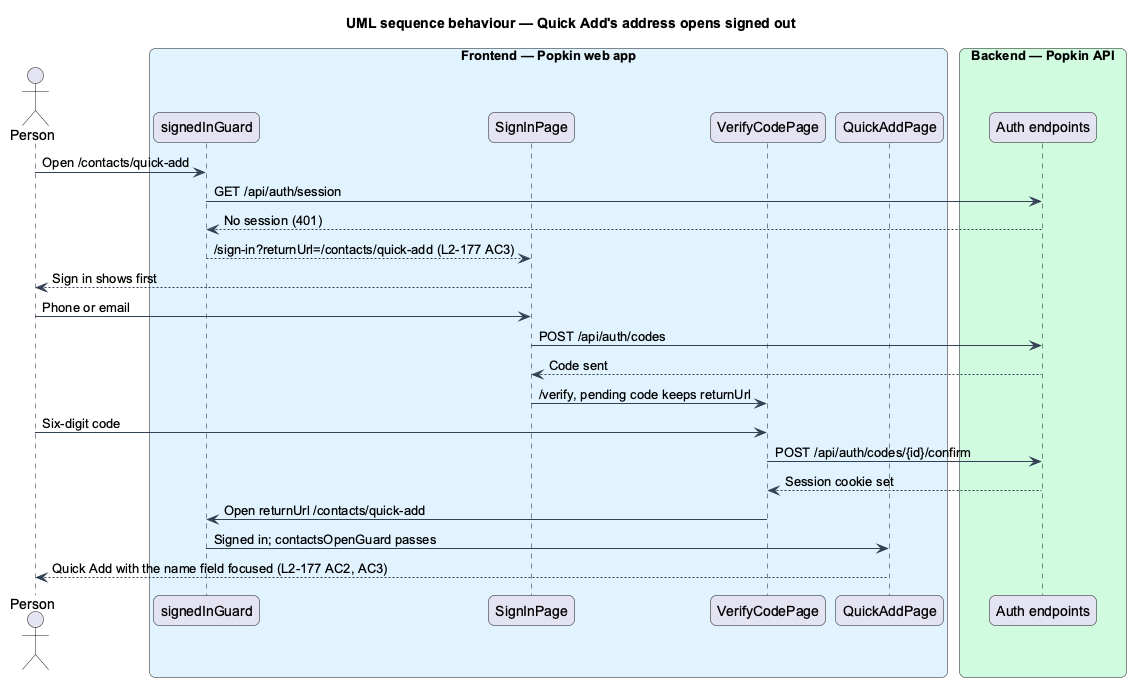 UML sequence behaviour — Quick Add's address opens signed out
Frontend — Popkin web app
Backend — Popkin API
Person
signedInGuard
SignInPage
VerifyCodePage
QuickAddPage
Auth endpoints
Open /contacts/quick-add
GET /api/auth/session
No session (401)
/sign-in?returnUrl=/contacts/quick-add (L2-177 AC3)
Sign in shows first
Phone or email
POST /api/auth/codes
Code sent
/verify, pending code keeps returnUrl
Six-digit code
POST /api/auth/codes/{id}/confirm
Session cookie set
Open returnUrl /contacts/quick-add
Signed in; contactsOpenGuard passes
Quick Add with the name field focused (L2-177 AC2, AC3)
Person
signedInGuard
SignInPage
VerifyCodePage
QuickAddPage
Auth endpoints